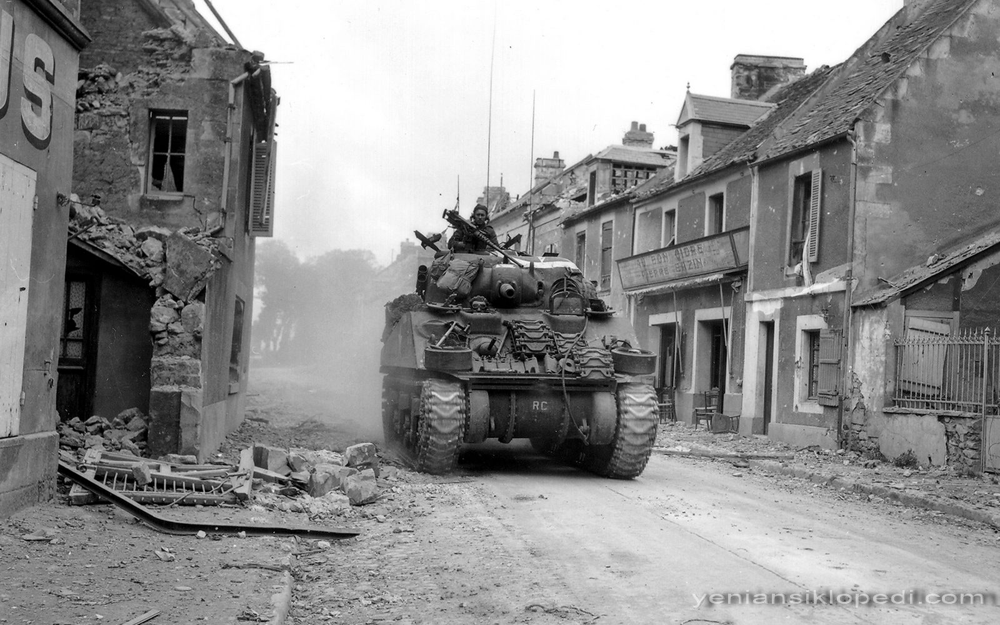 US
AU BON CIDRE
PIERRE BAZIN
RC
yeniansiklopedi.com